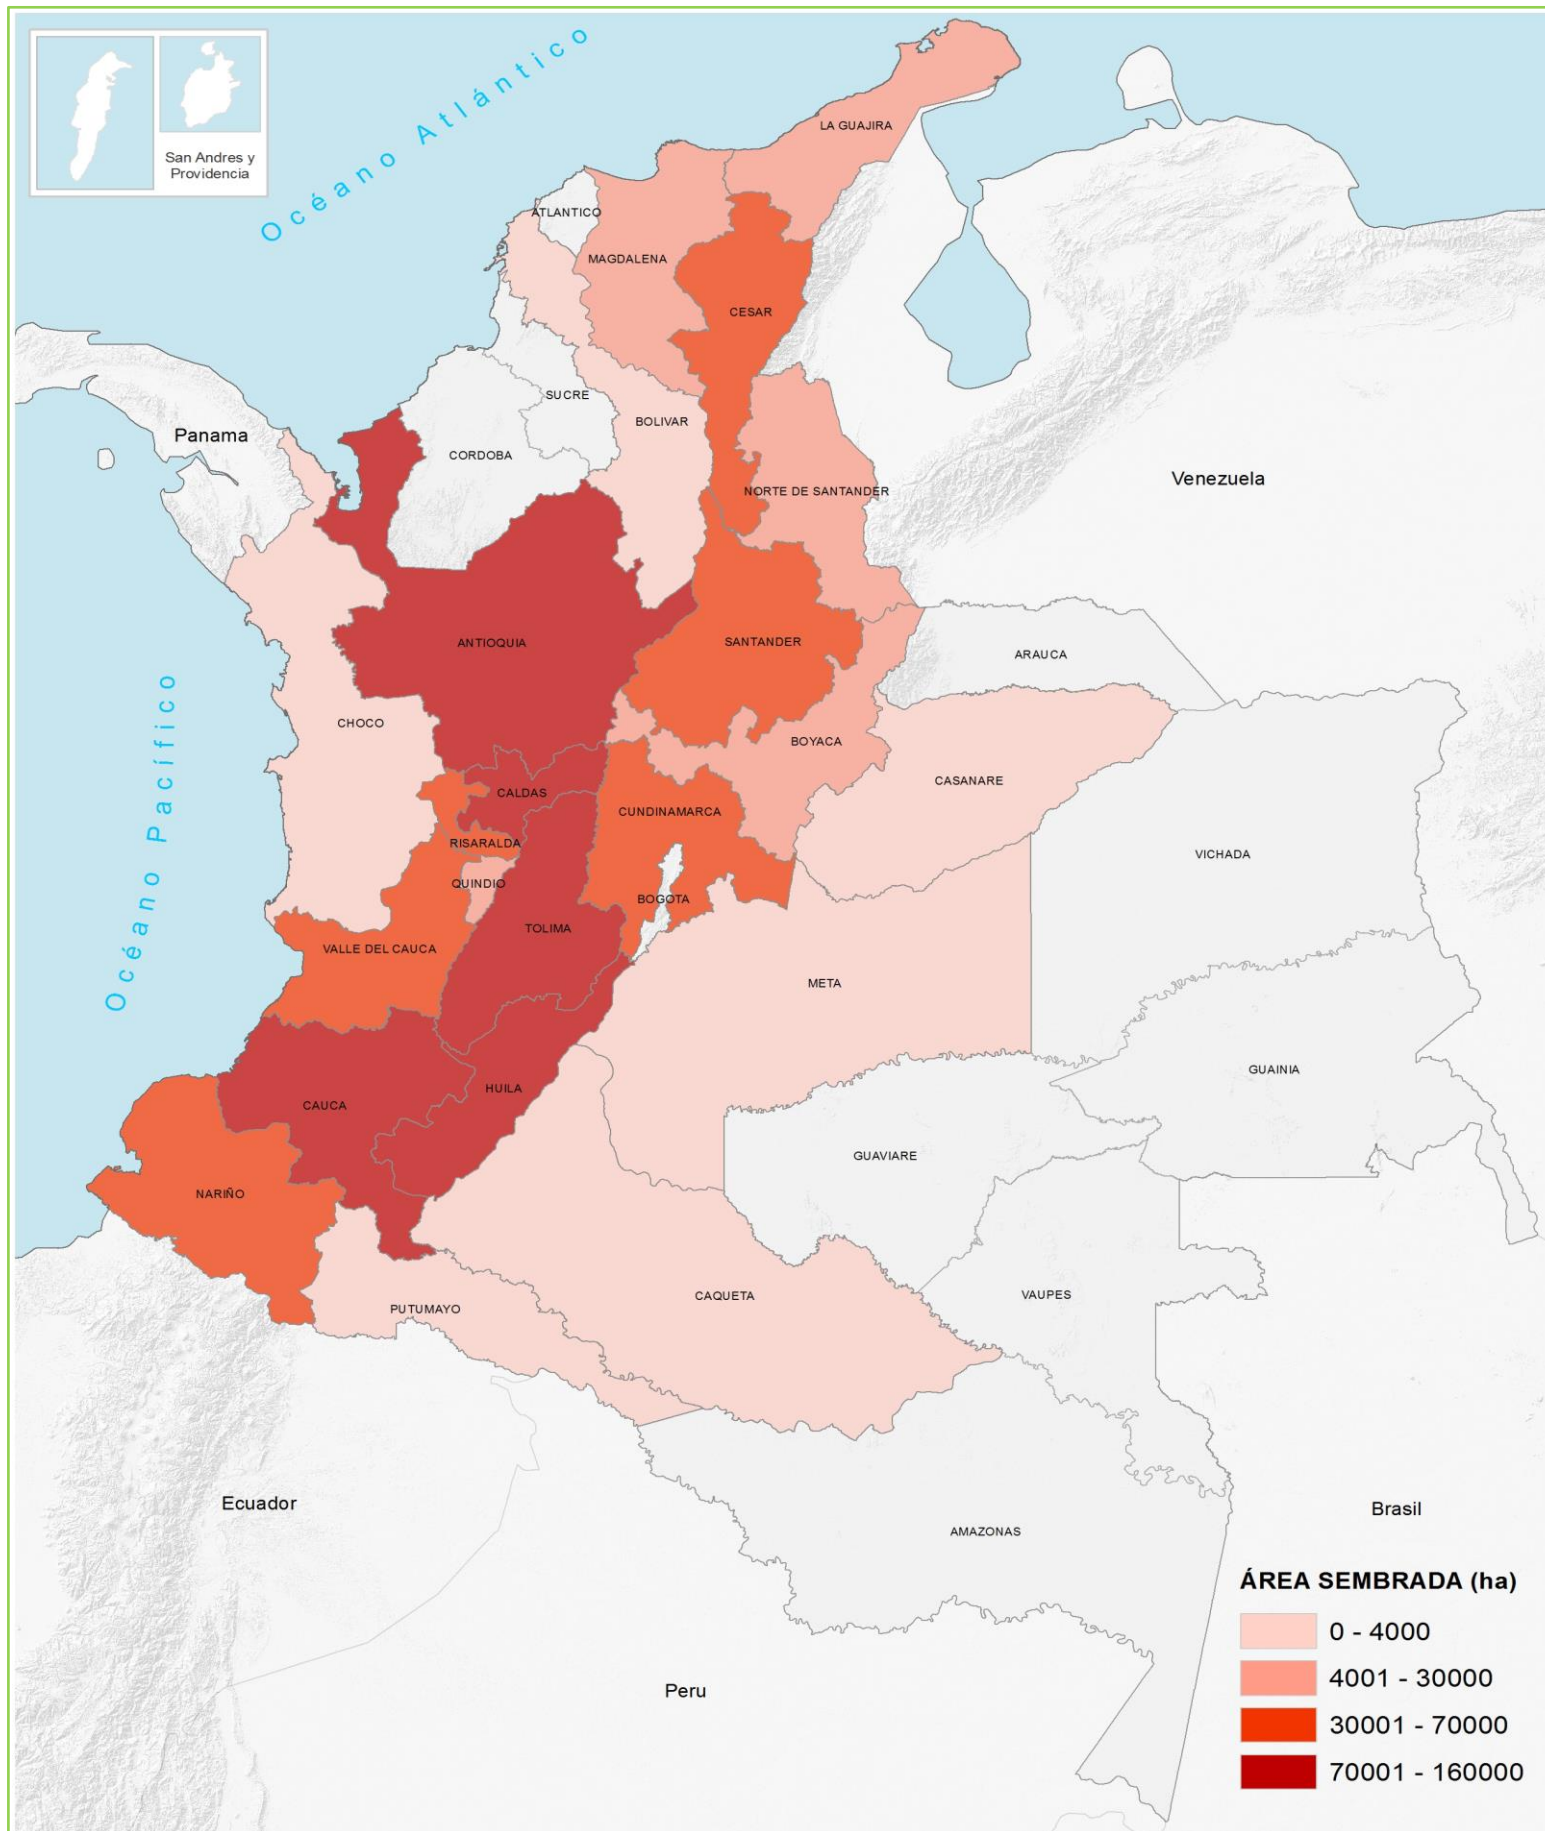 San Andres y
Providencia
Océano Atlántico
LA GUAJIRA
ATLANTICO
MAGDALENA
CESAR
SUCRE
BOLIVAR
Panama
CORDOBA
Venezuela
NORTE DE SANTANDER
ANTIOQUIA
SANTANDER
ARAUCA
Océano Pacífico
CHOCO
BOYACA
CASANARE
CALDAS
CUNDINAMARCA
RISARALDA
VICHADA
QUINDIO
BOGOTA
TOLIMA
VALLE DEL CAUCA
META
GUAINIA
HUILA
CAUCA
GUAVIARE
NARIÑO
CAQUETA
VAUPES
PUTUMAYO
Ecuador
Brasil
AMAZONAS
Peru
ÁREA SEMBRADA (ha)
0 - 4000
4001 - 30000
30001 - 70000
70001 - 160000